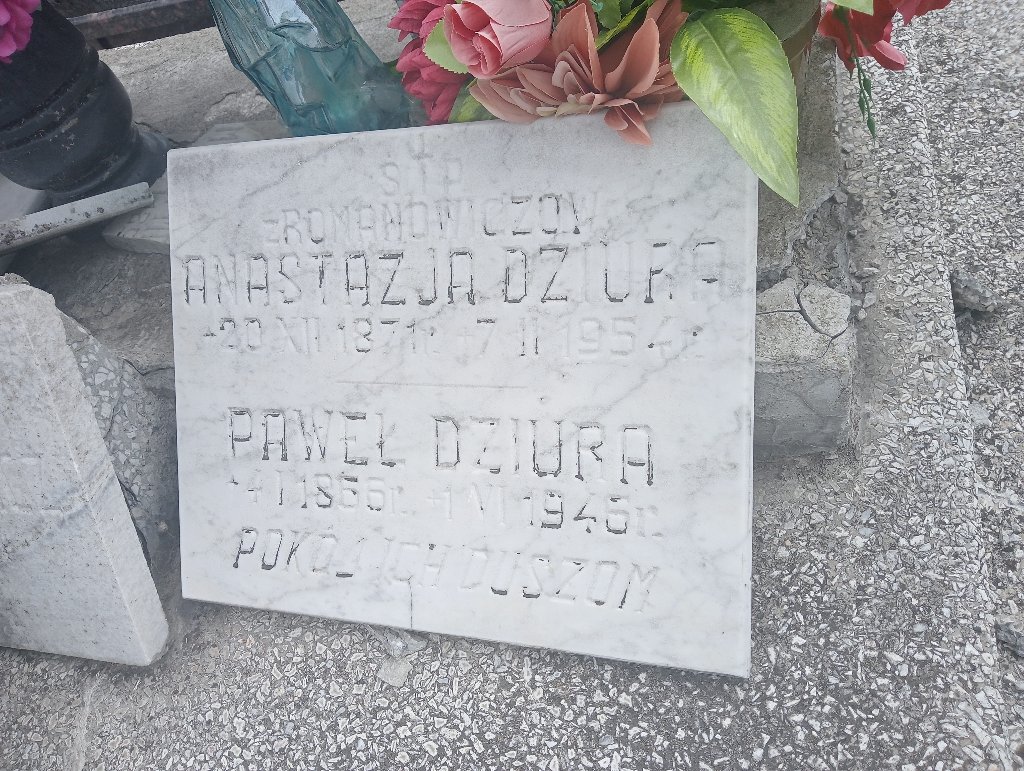 Ś†P
z ROMANOWICZÓW
ANASTAZJA DZIURA
*20 XII 1871r. +7 II 1954r.
PAWEŁ DZIURA
*4 I 1866r. +1 VI 1946r.
POKÓJ ICH DUSZOM